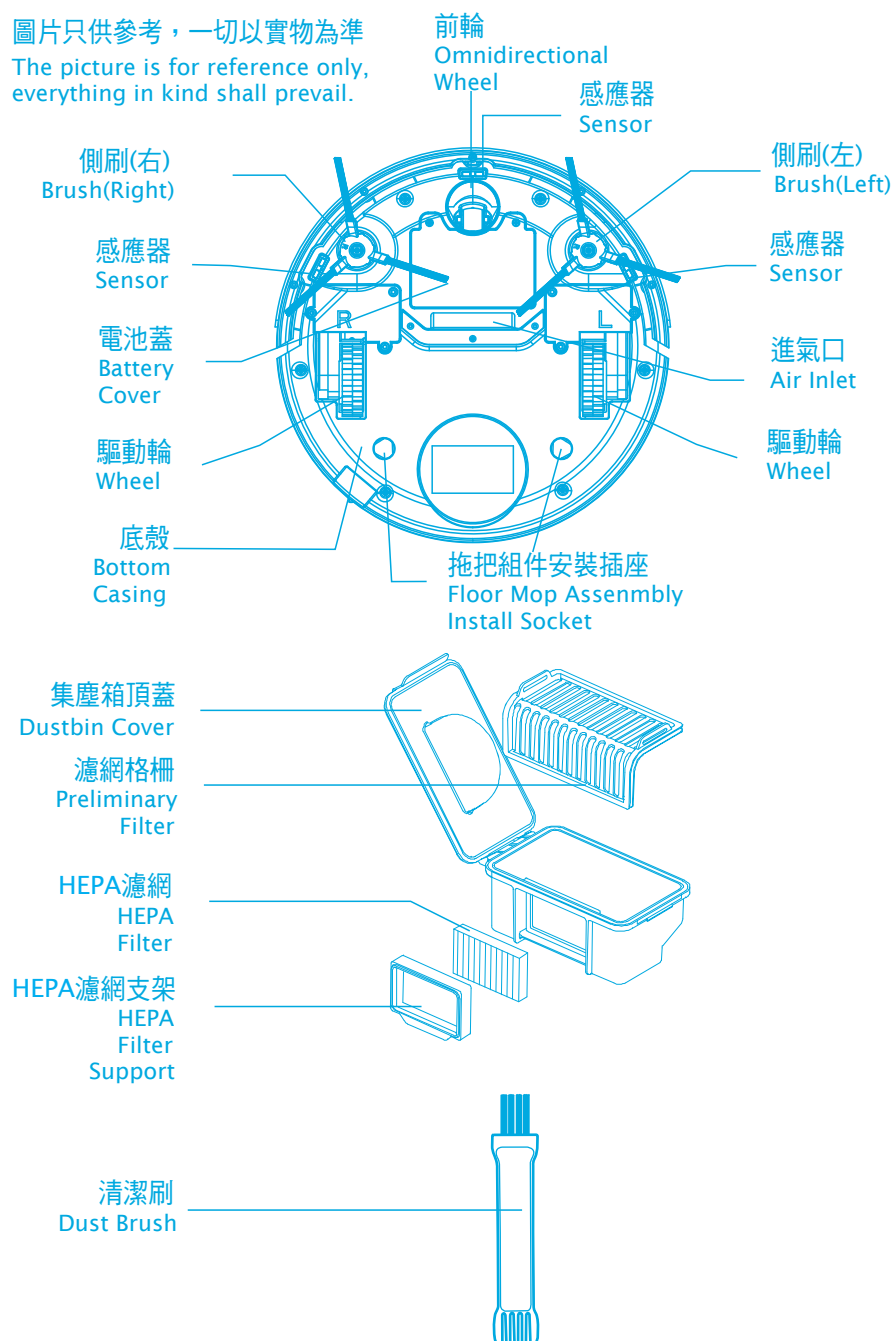 圖片只供參考，一切以實物為準
The picture is for reference only,
everything in kind shall prevail.
前輪
Omnidirectional
Wheel
感應器
Sensor
側刷(右)
Brush(Right)
側刷(左)
Brush(Left)
感應器
Sensor
感應器
Sensor
R
L
電池蓋
Battery
Cover
進氣口
Air Inlet
驅動輪
Wheel
驅動輪
Wheel
底殼
Bottom
Casing
拖把組件安裝插座
Floor Mop Assenmbly
Install Socket
集塵箱頂蓋
Dustbin Cover
濾網格柵
Preliminary
Filter
HEPA濾網
HEPA
Filter
HEPA濾網支架
HEPA
Filter
Support
清潔刷
Dust Brush